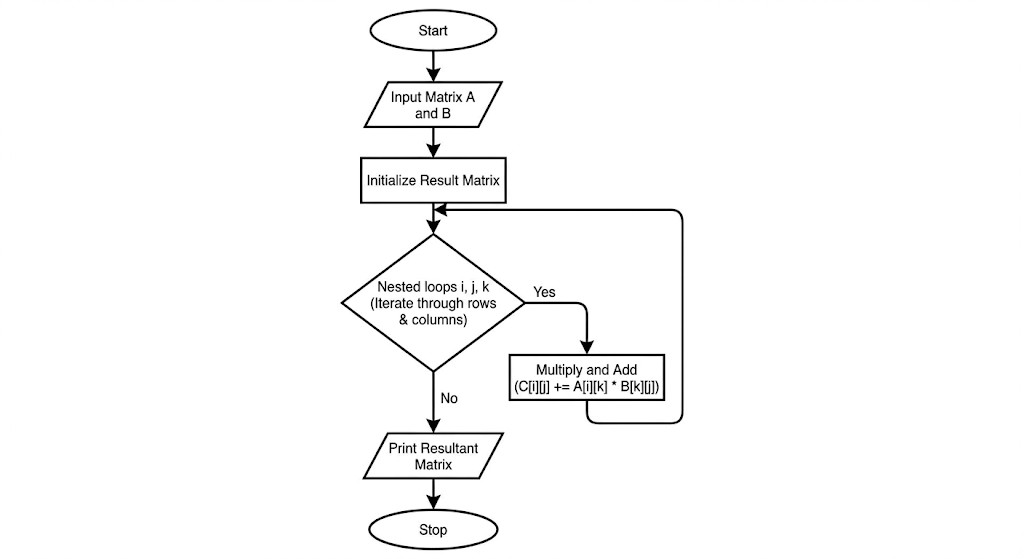 Start
Input Matrix A
and B
Initialize Result Matrix
Nested loops i, j, k
(Iterate through rows
& columns)
Yes
Multiply and Add
(C[i][j] += A[i][k] * B[k][j])
No
Print Resultant
Matrix
Stop